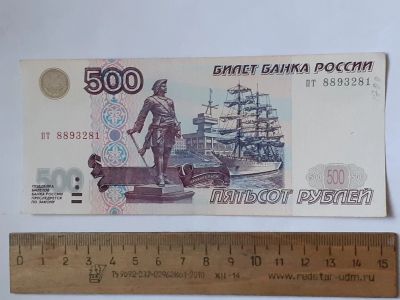 500
БИЛЕТ БАНКА РОССИИ
пт 8893281
пт 8893281
500
ПОДДЕЛКА
БИЛЕТОВ
БАНКА РОССИИ
ПРЕСЛЕДУЕТСЯ
ПО ЗАКОНУ
500
ПЯТЬСОТ РУБЛЕЙ
0 1 2 3 4 5 6 7 8 9 10 11 12 13 14 15
ИЦ-14
www.redstar-udm.ru